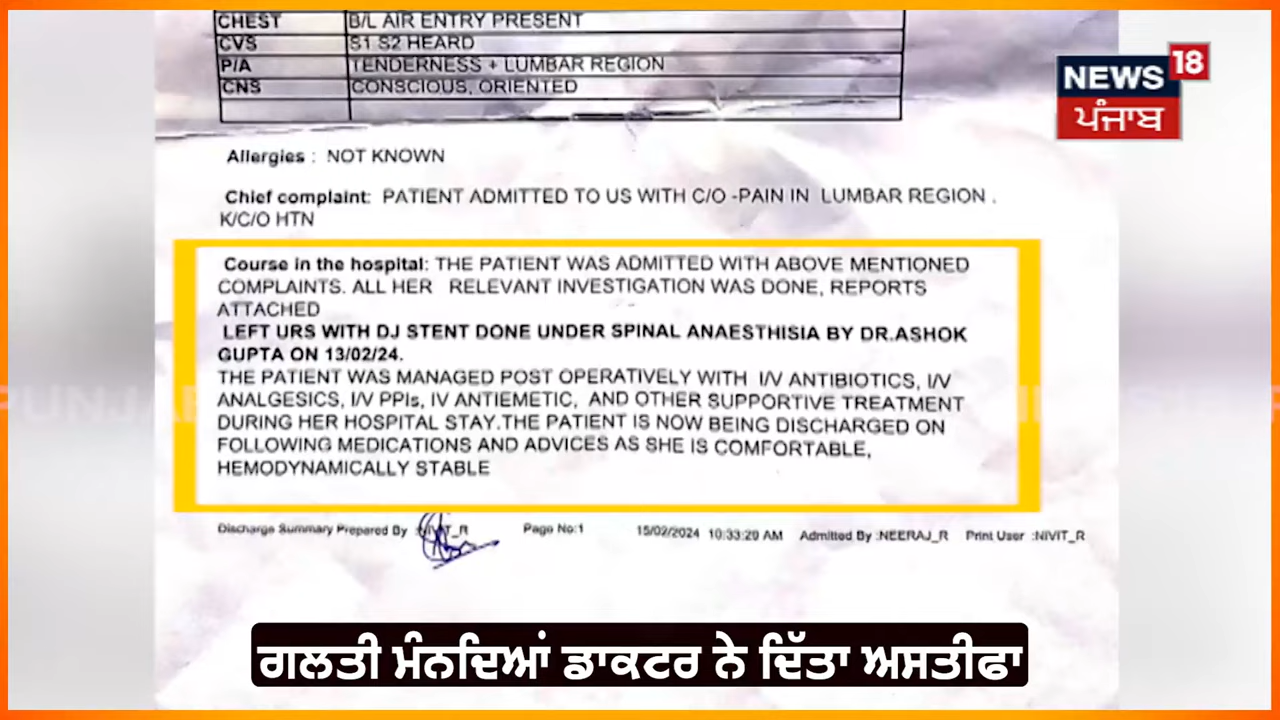 CHEST B/L AIR ENTRY PRESENT
CVS S1 S2 HEARD
P/A TENDERNESS + LUMBAR REGION
CNS CONSCIOUS, ORIENTED
NEWS 18
ਪੰਜਾਬ
Allergies : NOT KNOWN
Chief complaint: PATIENT ADMITTED TO US WITH C/O -PAIN IN LUMBAR REGION .
K/C/O HTN
Course in the hospital: THE PATIENT WAS ADMITTED WITH ABOVE MENTIONED
COMPLAINTS. ALL HER RELEVANT INVESTIGATION WAS DONE, REPORTS
ATTACHED
LEFT URS WITH DJ STENT DONE UNDER SPINAL ANAESTHISIA BY DR.ASHOK
GUPTA ON 13/02/24.
THE PATIENT WAS MANAGED POST OPERATIVELY WITH I/V ANTIBIOTICS, I/V
ANALGESICS, I/V PPIs, IV ANTIEMETIC, AND OTHER SUPPORTIVE TREATMENT
DURING HER HOSPITAL STAY.THE PATIENT IS NOW BEING DISCHARGED ON
FOLLOWING MEDICATIONS AND ADVICES AS SHE IS COMFORTABLE,
HEMODYNAMICALLY STABLE
Discharge Summary Prepared By :NIVIT_R Page No:1 15/02/2024 10:33:29 AM Admitted By :NEERAJ_R Print User :NIVIT_R
ਗਲਤੀ ਮੰਨਦਿਆਂ ਡਾਕਟਰ ਨੇ ਦਿੱਤਾ ਅਸਤੀਫਾ